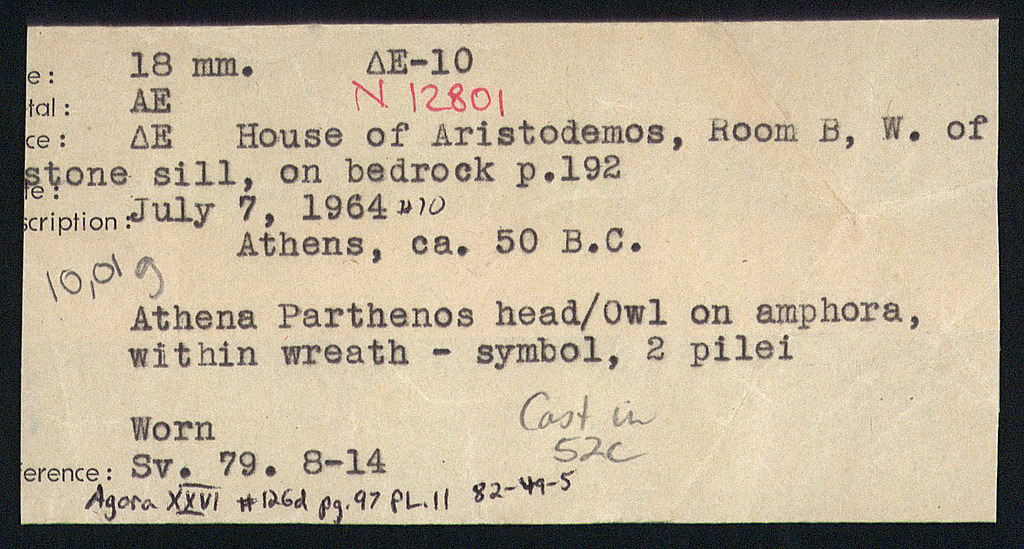 e: 18 mm. ΔE-10
tal: AE N 12801
ce: ΔE House of Aristodemos, Room B, W. of
stone sill, on bedrock p.192
te:
scription: July 7, 1964 #10
Athens, ca. 50 B.C.
10,01 g
Athena Parthenos head/Owl on amphora,
within wreath - symbol, 2 pilei
Worn Cast in
52C
erence: Sv. 79. 8-14
Agora XXVI #126d pg.97 PL.11 82-49-5